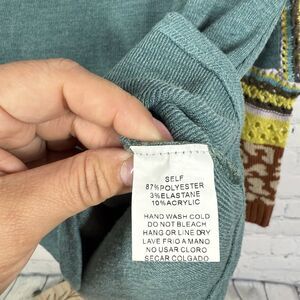 SELF
87%POLYESTER
3%ELASTANE
10%ACRYLIC
HAND WASH COLD
DO NOT BLEACH
HANG OR LINE DRY
LAVE FRIO A MANO
NO USAR CLORO
SECAR COLGADO